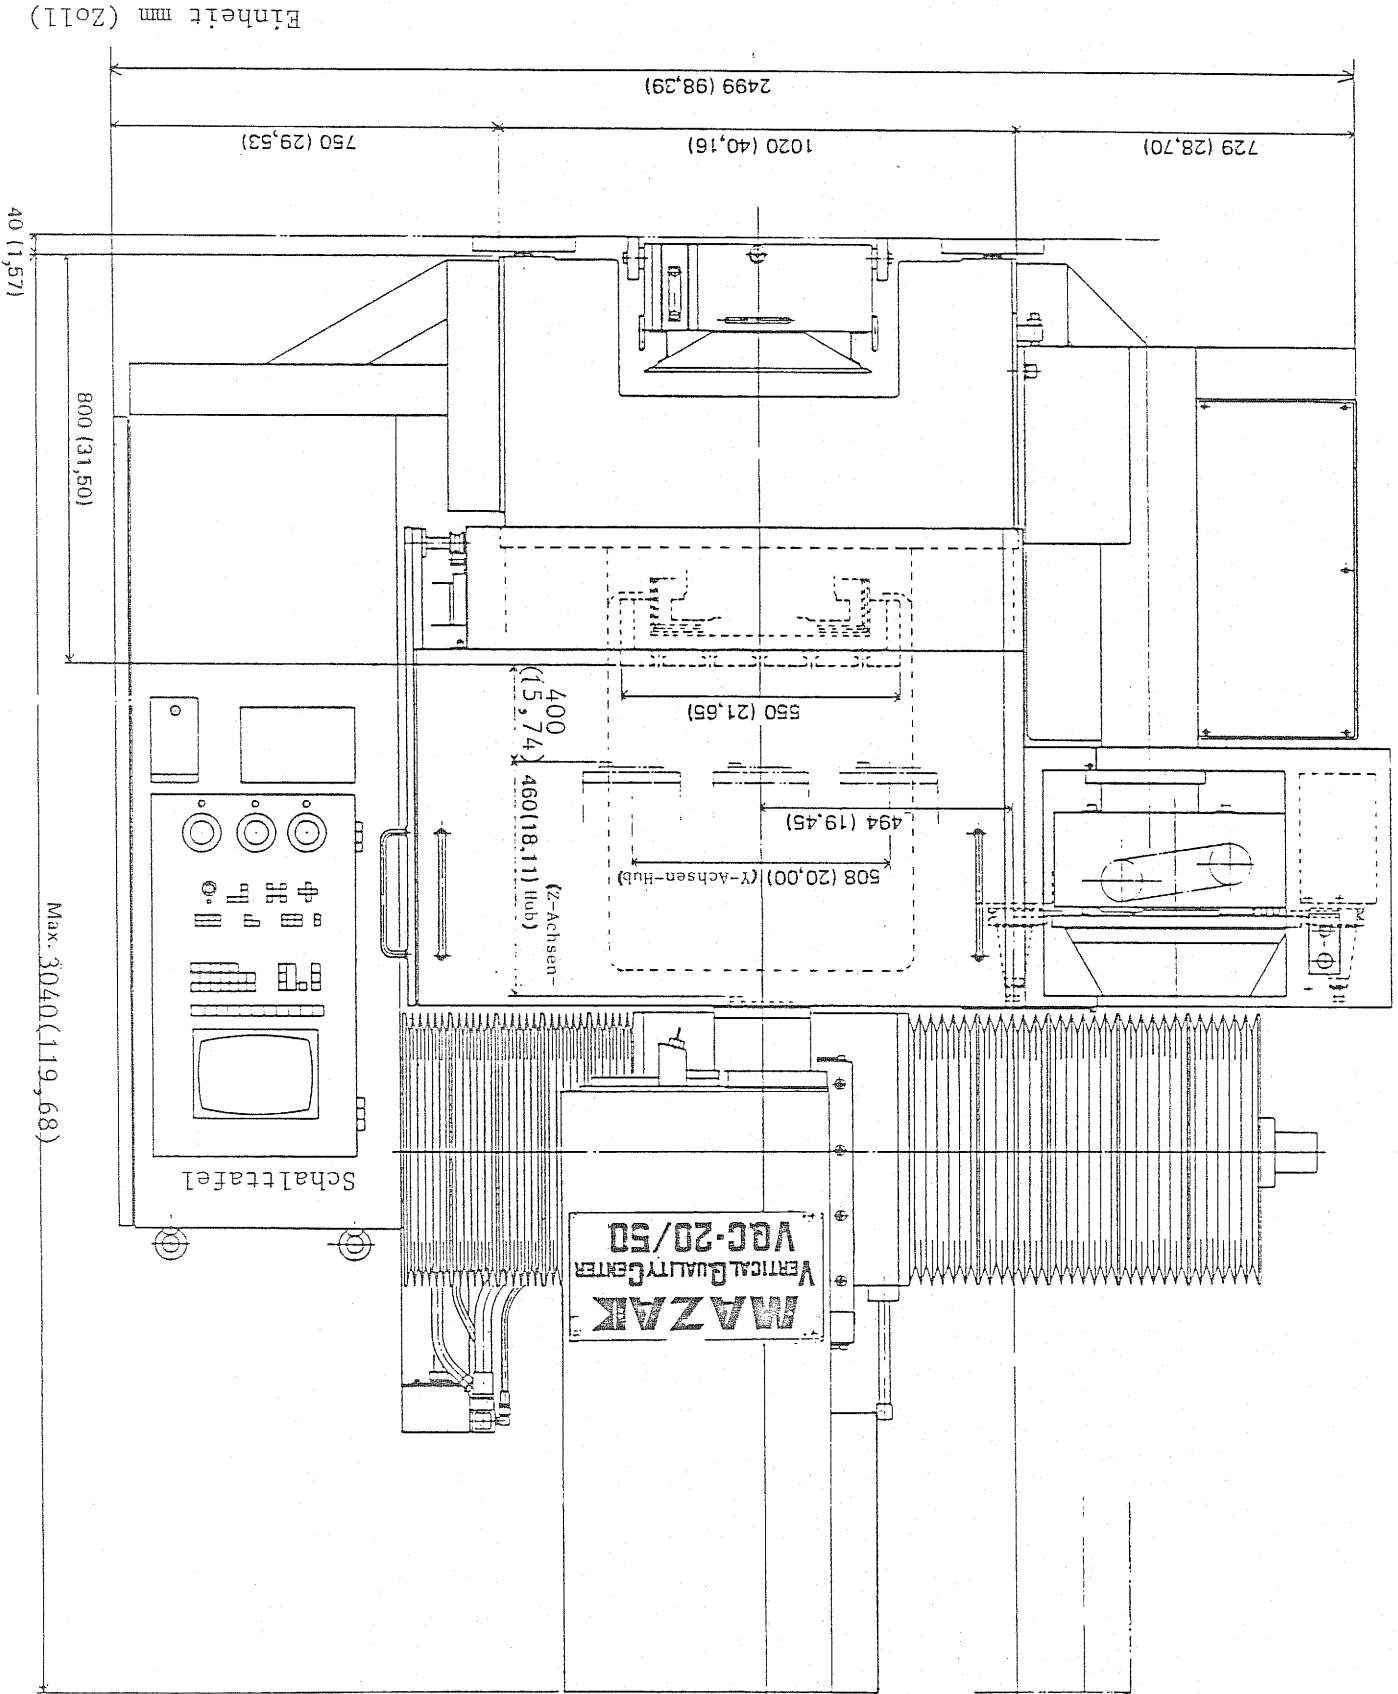 MAZAK
VERTICAL QUALITY CENTER
VQC-20/50
Schalttafel
Max. 3040 (119,68)
508 (20,00) (Y-Achsen-Hub)
460 (18,11) (Z-Achsen-
Hub)
494 (19,45)
400
(15,74)
550 (21,65)
800 (31,50)
40 (1,57)
729 (28,70)
1020 (40,16)
750 (29,53)
2499 (98,39)
Einheit mm (Zoll)